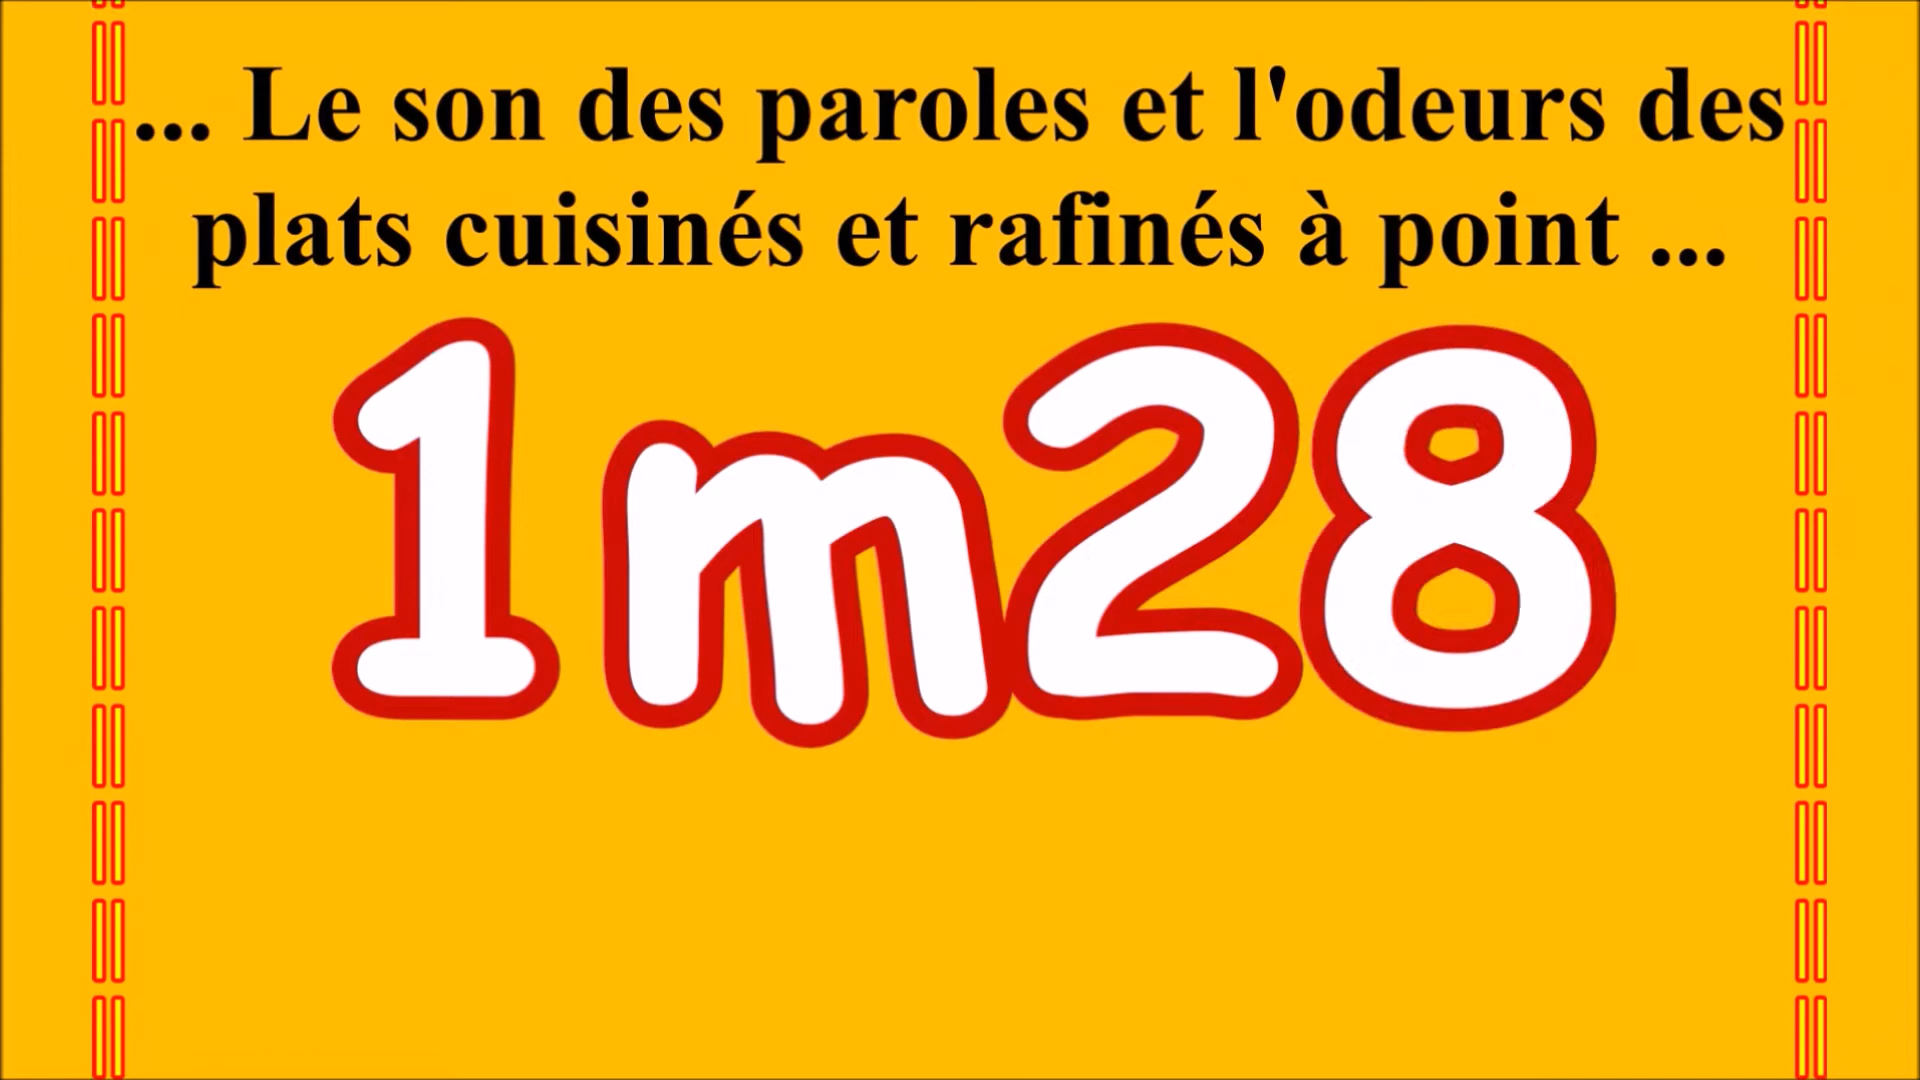 ... Le son des paroles et l'odeurs des
plats cuisinés et rafinés à point ...
1m28